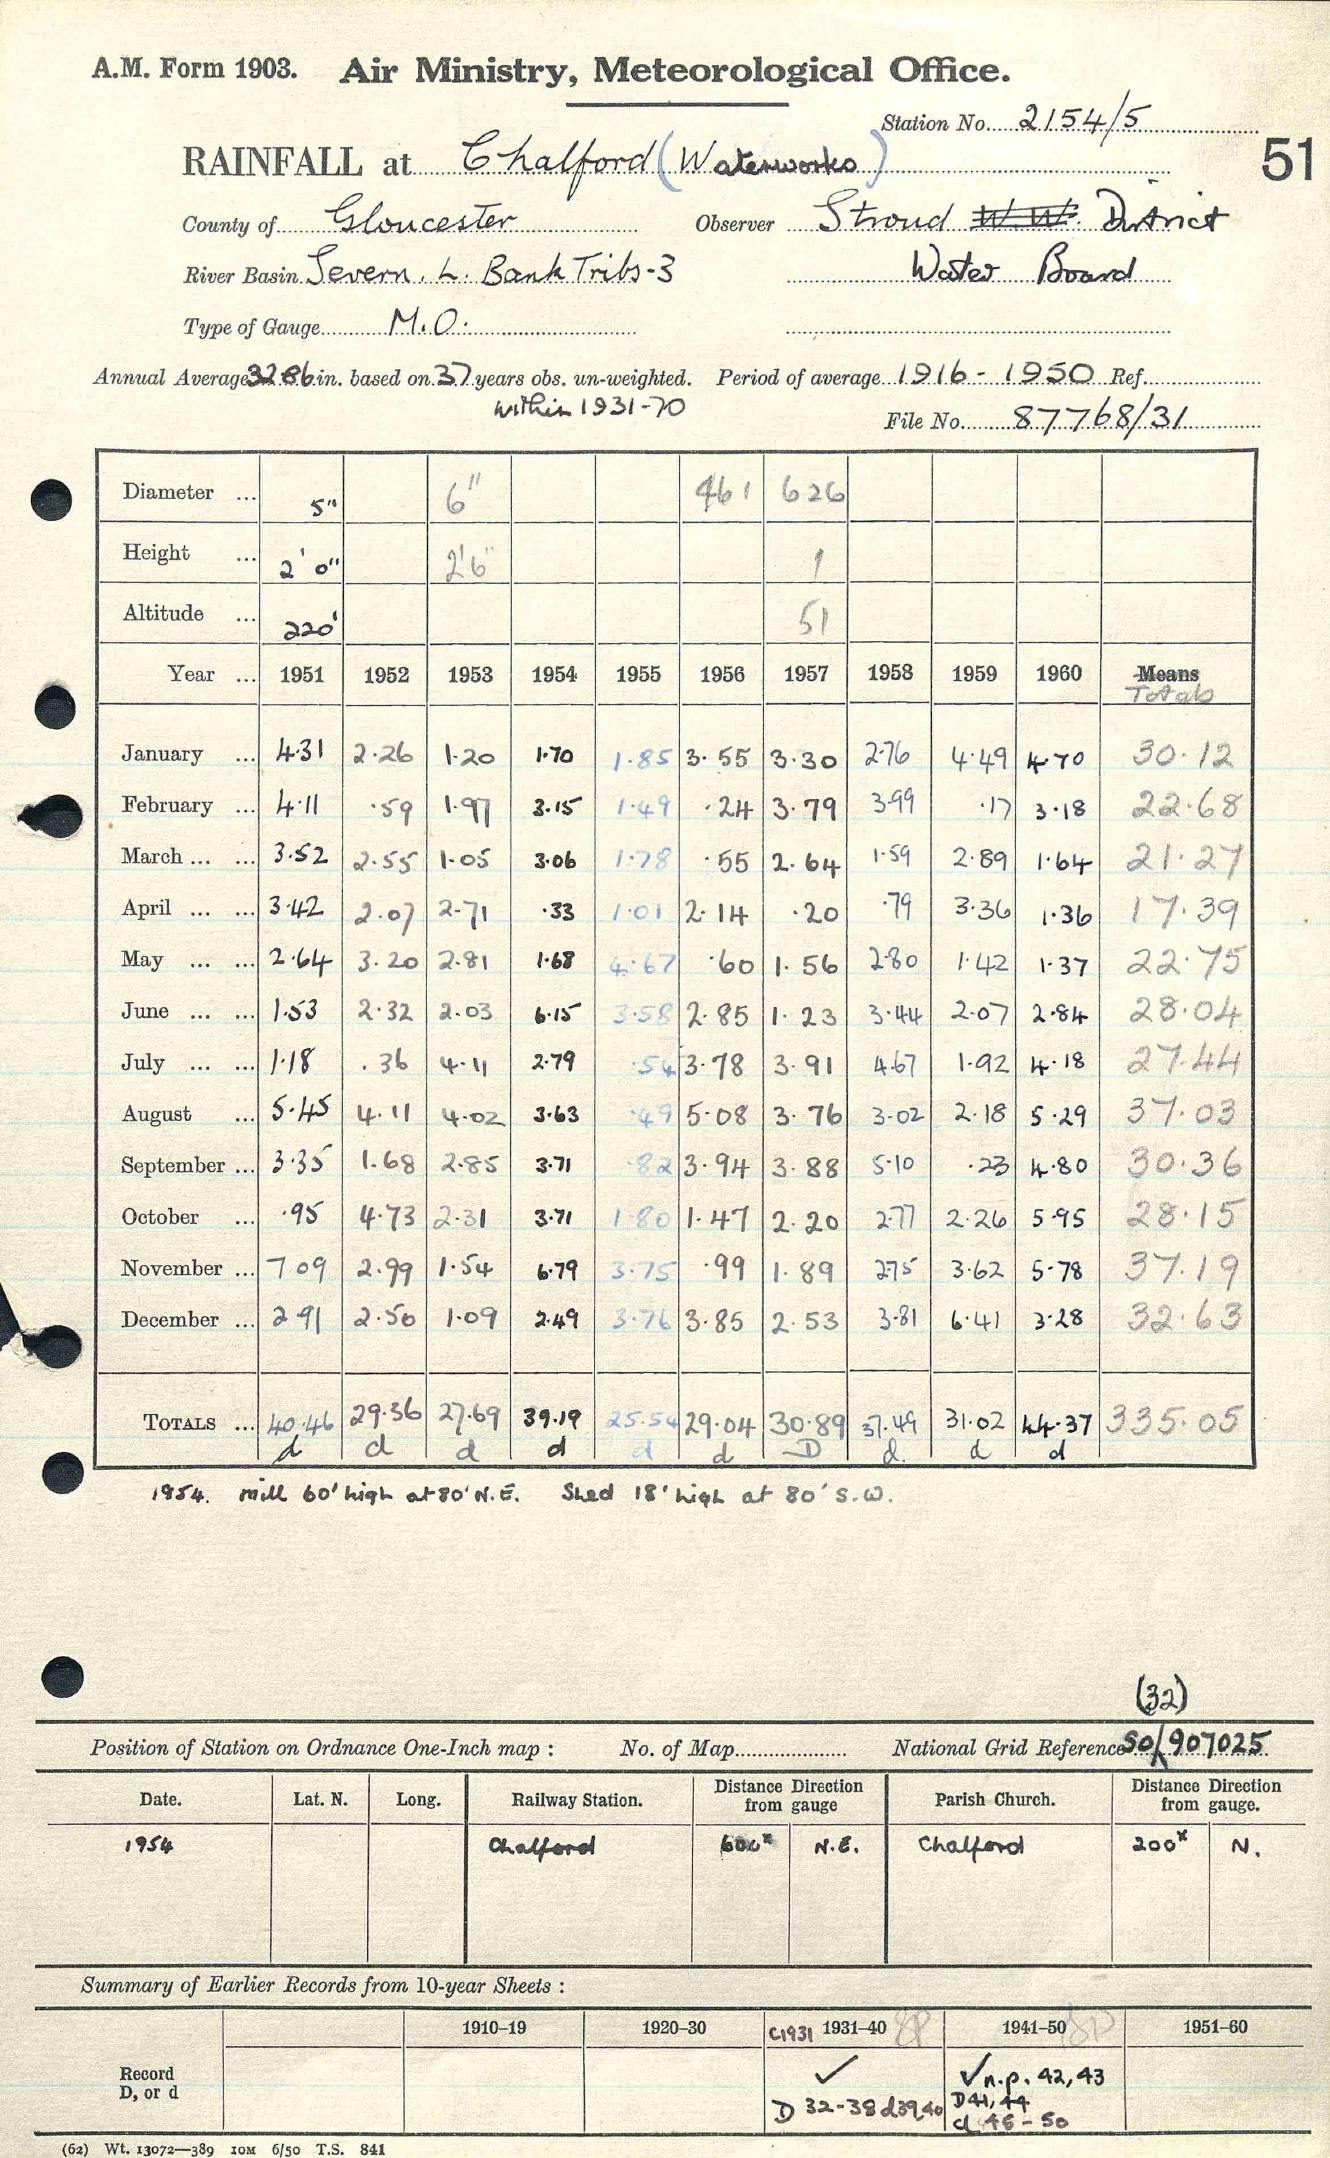 A.M. Form 1903. Air Ministry, Meteorological Office.
Station No. 2154/5
RAINFALL at Chalford (Waterworks) 51
County of Gloucester Observer Stroud W.W. District
River Basin Severn. L. Bank Tribs-3 Water Board
Type of Gauge M.O.
Annual Average 32.86 in. based on 37 years obs. un-weighted. Period of average 1916 - 1950 Ref.
within 1931-70
File No. 87768/31
Diameter ... 5" 6" 461 626
Height ... 2' 0" 2'6" 1
Altitude ... 220' 51
Year ... 1951 1952 1953 1954 1955 1956 1957 1958 1959 1960 Means
Totals
January ... 4.31 2.26 1.20 1.70 1.85 3.55 3.30 2.76 4.49 4.70 30.12
February ... 4.11 .59 1.97 3.15 1.49 .24 3.79 3.99 .17 3.18 22.68
March ... ... 3.52 2.55 1.05 3.06 1.78 .55 2.64 1.59 2.89 1.64 21.27
April ... ... 3.42 2.07 2.71 .33 1.01 2.14 .20 .79 3.36 1.36 17.39
May ... ... 2.64 3.20 2.81 1.68 4.67 .60 1.56 2.80 1.42 1.37 22.75
June ... ... 1.53 2.32 2.03 6.15 3.58 2.85 1.23 3.44 2.07 2.84 28.04
July ... ... 1.18 .36 4.11 2.79 .54 3.78 3.91 4.67 1.92 4.18 27.44
August ... 5.45 4.11 4.02 3.63 .49 5.08 3.76 3.02 2.18 5.29 37.03
September ... 3.35 1.68 2.85 3.71 .82 3.94 3.88 5.10 .23 4.80 30.36
October ... .95 4.73 2.31 3.71 1.80 1.47 2.20 2.77 2.26 5.95 28.15
November ... 7.09 2.99 1.54 6.79 3.75 .99 1.89 2.75 3.62 5.78 37.19
December ... 2.91 2.50 1.09 2.49 3.76 3.85 2.53 3.81 6.41 3.28 32.63
TOTALS ... 40.46 29.36 27.69 39.19 25.54 29.04 30.89 37.49 31.02 44.37 335.05
d d d d d d D d. d d
1954. Mill 60' high at 80' N.E. Shed 18' high at 80' S.W.
(32)
Position of Station on Ordnance One-Inch map : No. of Map National Grid Reference SO/907025
Date. Lat. N. Long. Railway Station. Distance Direction from gauge Parish Church. Distance Direction from gauge.
1954 Chalford 600x N.E. Chalford 200x N.
Summary of Earlier Records from 10-year Sheets :
1910–19 1920–30 C1931 1931–40 1941–50 1951–60
Record ✓ ✓ n.p. 42, 43
D, or d D 32-38 d39,40 D41, 44
d 45 - 50
(62) Wt. 13072—389 10M 6/50 T.S. 841